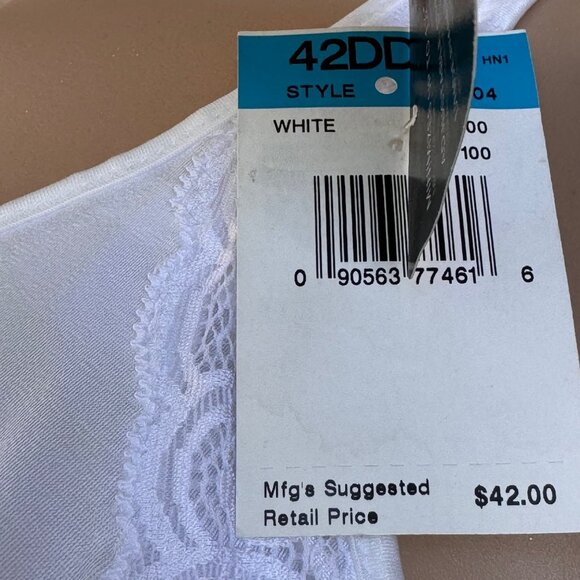 42DD HN1
STYLE 04
WHITE 00
100
0 90563 77461 6
Mfg's Suggested
Retail Price $42.00